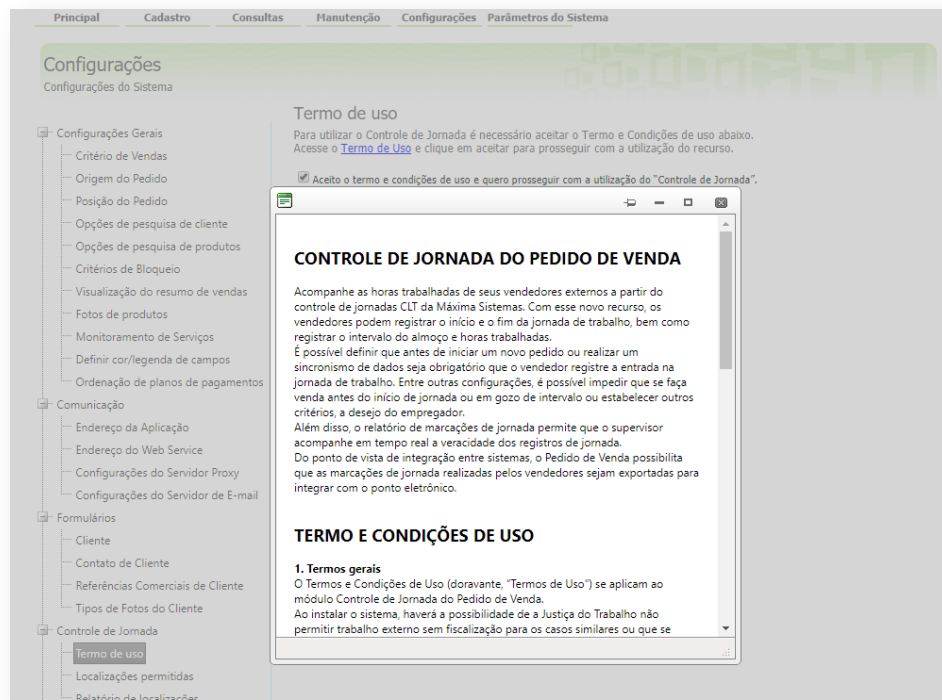 Principal Cadastro Consultas Manutenção Configurações Parâmetros do Sistema
Configurações
Configurações do Sistema
Configurações Gerais
Critério de Vendas
Origem do Pedido
Posição do Pedido
Opções de pesquisa de cliente
Opções de pesquisa de produtos
Critérios de Bloqueio
Visualização do resumo de vendas
Fotos de produtos
Monitoramento de Serviços
Definir cor/legenda de campos
Ordenação de planos de pagamentos
Comunicação
Endereço da Aplicação
Endereço do Web Service
Configurações do Servidor Proxy
Configurações do Servidor de E-mail
Formulários
Cliente
Contato de Cliente
Referências Comerciais de Cliente
Tipos de Fotos do Cliente
Controle de Jornada
Termo de uso
Localizações permitidas
Relatório de localizações
Termo de uso
Para utilizar o Controle de Jornada é necessário aceitar o Termo e Condições de uso abaixo.
Acesse o Termo de Uso e clique em aceitar para prosseguir com a utilização do recurso.
Aceito o termo e condições de uso e quero prosseguir com a utilização do "Controle de Jornada".
CONTROLE DE JORNADA DO PEDIDO DE VENDA
Acompanhe as horas trabalhadas de seus vendedores externos a partir do
controle de jornadas CLT da Máxima Sistemas. Com esse novo recurso, os
vendedores podem registrar o início e o fim da jornada de trabalho, bem como
registrar o intervalo do almoço e horas trabalhadas.
É possível definir que antes de iniciar um novo pedido ou realizar um
sincronismo de dados seja obrigatório que o vendedor registre a entrada na
jornada de trabalho. Entre outras configurações, é possível impedir que se faça
venda antes do início de jornada ou em gozo de intervalo ou estabelecer outros
critérios, a desejo do empregador.
Além disso, o relatório de marcações de jornada permite que o supervisor
acompanhe em tempo real a veracidade dos registros de jornada.
Do ponto de vista de integração entre sistemas, o Pedido de Venda possibilita
que as marcações de jornada realizadas pelos vendedores sejam exportadas para
integrar com o ponto eletrônico.
TERMO E CONDIÇÕES DE USO
1. Termos gerais
O Termos e Condições de Uso (doravante, "Termos de Uso") se aplicam ao
módulo Controle de Jornada do Pedido de Venda.
Ao instalar o sistema, haverá a possibilidade de a Justiça do Trabalho não
permitir trabalho externo sem fiscalização para os casos similares ou que se